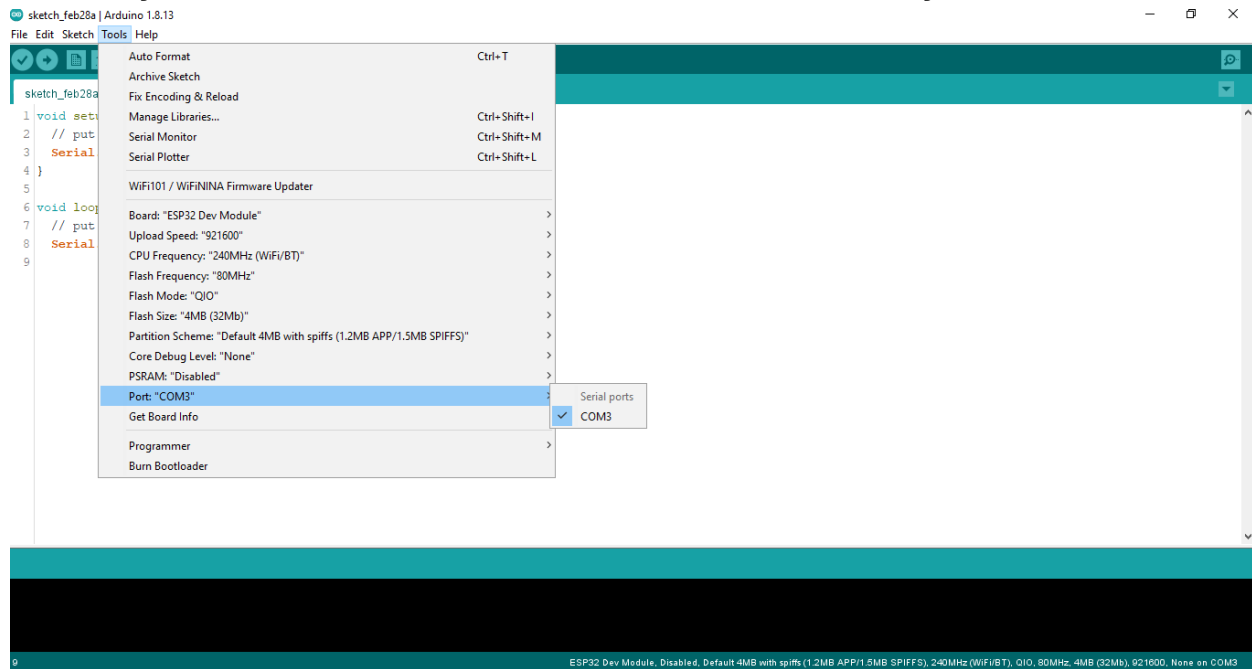 sketch_feb28a | Arduino 1.8.13
File Edit Sketch Tools Help
sketch_feb28a
1 void set
2 // put
3 Serial
4 }
5
6 void loo
7 // put
8 Serial
9
Auto Format Ctrl+T
Archive Sketch
Fix Encoding & Reload
Manage Libraries... Ctrl+Shift+I
Serial Monitor Ctrl+Shift+M
Serial Plotter Ctrl+Shift+L
WiFi101 / WiFiNINA Firmware Updater
Board: "ESP32 Dev Module"
Upload Speed: "921600"
CPU Frequency: "240MHz (WiFi/BT)"
Flash Frequency: "80MHz"
Flash Mode: "QIO"
Flash Size: "4MB (32Mb)"
Partition Scheme: "Default 4MB with spiffs (1.2MB APP/1.5MB SPIFFS)"
Core Debug Level: "None"
PSRAM: "Disabled"
Port: "COM3"
Get Board Info
Programmer
Burn Bootloader
Serial ports
COM3
9 ESP32 Dev Module, Disabled, Default 4MB with spiffs (1.2MB APP/1.5MB SPIFFS), 240MHz (WiFi/BT), QIO, 80MHz, 4MB (32Mb), 921600, None on COM3